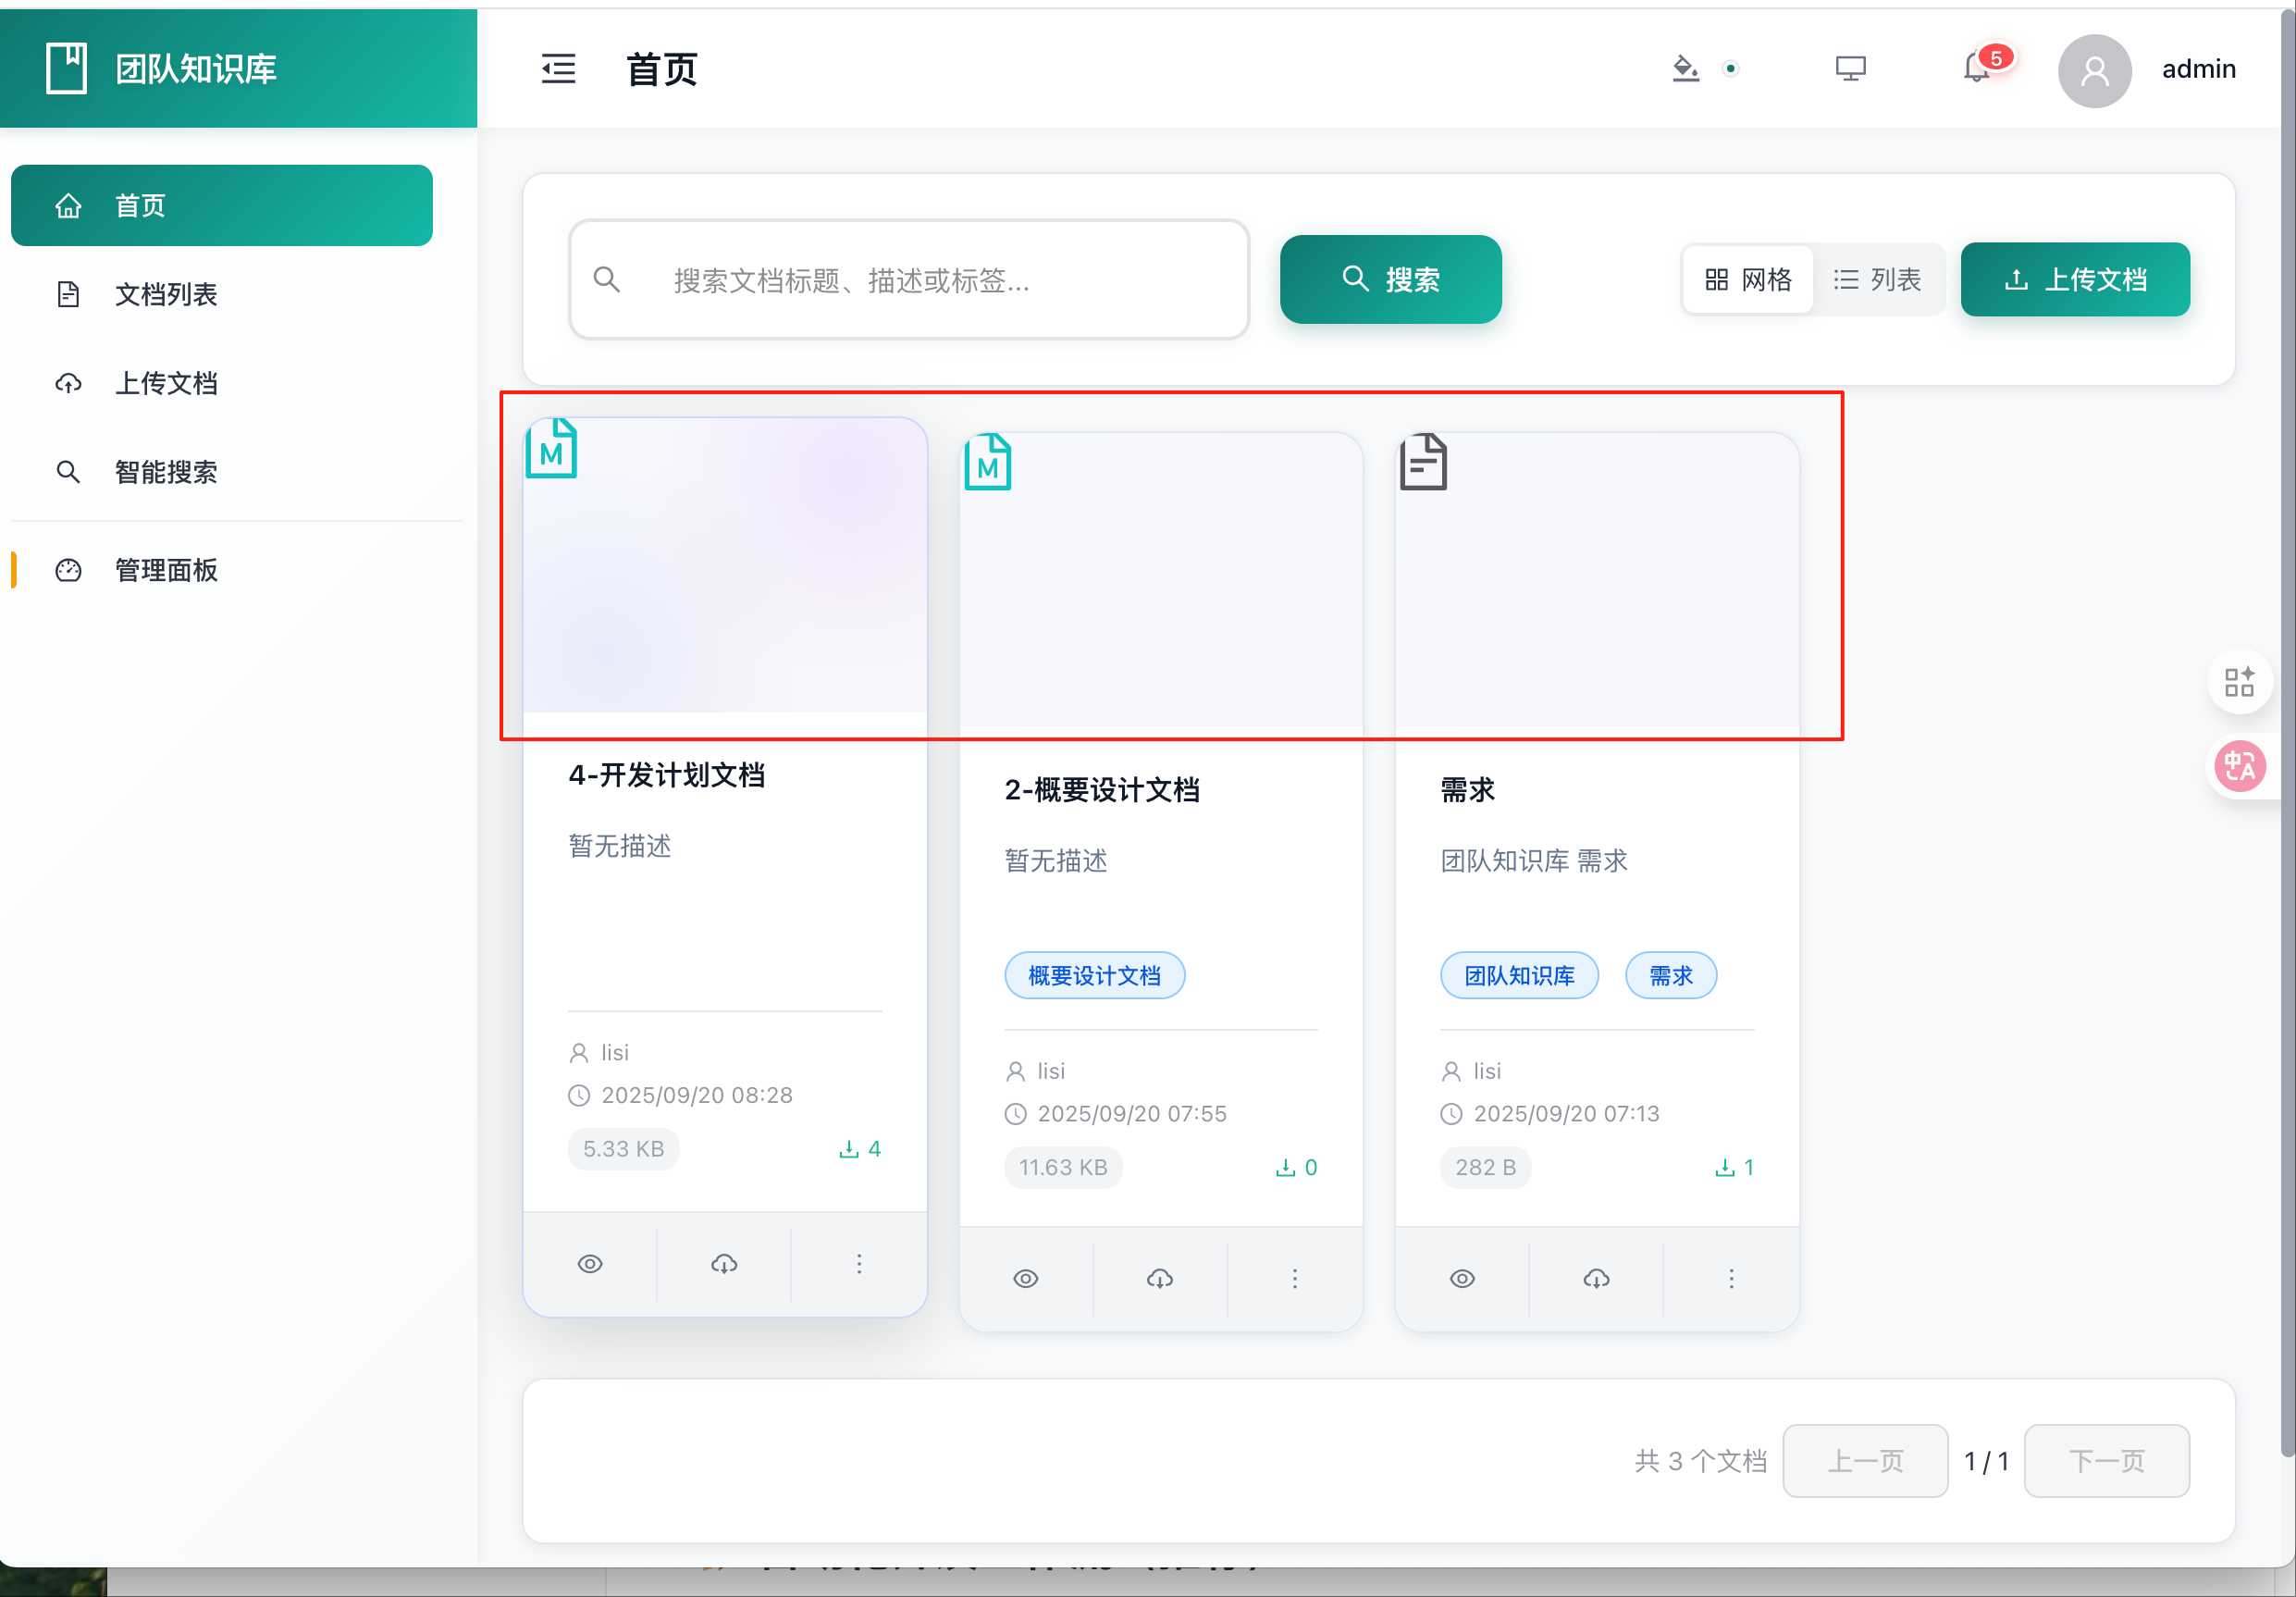 团队知识库
首页
5
admin
首页
文档列表
上传文档
智能搜索
管理面板
搜索文档标题、描述或标签...
搜索
网格
列表
上传文档
M
M
4-开发计划文档
暂无描述
lisi
2025/09/20 08:28
5.33 KB
4
2-概要设计文档
暂无描述
概要设计文档
lisi
2025/09/20 07:55
11.63 KB
0
需求
团队知识库 需求
团队知识库
需求
lisi
2025/09/20 07:13
282 B
1
中A
共 3 个文档
上一页
1 / 1
下一页